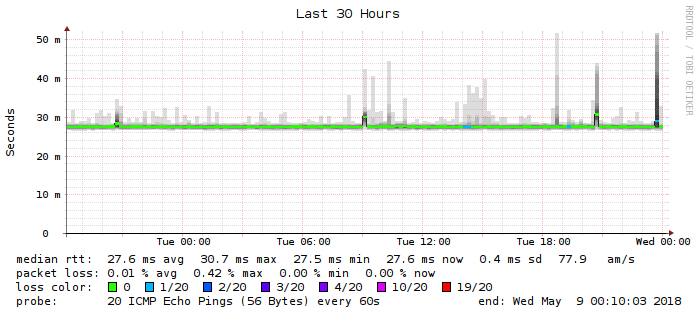 Last 30 Hours
RRDTOOL / TOBI OETIKER
Seconds
50 m
40 m
30 m
20 m
10 m
0
Tue 00:00 Tue 06:00 Tue 12:00 Tue 18:00 Wed 00:00
median rtt: 27.6 ms avg 30.7 ms max 27.5 ms min 27.6 ms now 0.4 ms sd 77.9 am/s
packet loss: 0.01 % avg 0.42 % max 0.00 % min 0.00 % now
loss color: 0 1/20 2/20 3/20 4/20 10/20 19/20
probe: 20 ICMP Echo Pings (56 Bytes) every 60s end: Wed May 9 00:10:03 2018